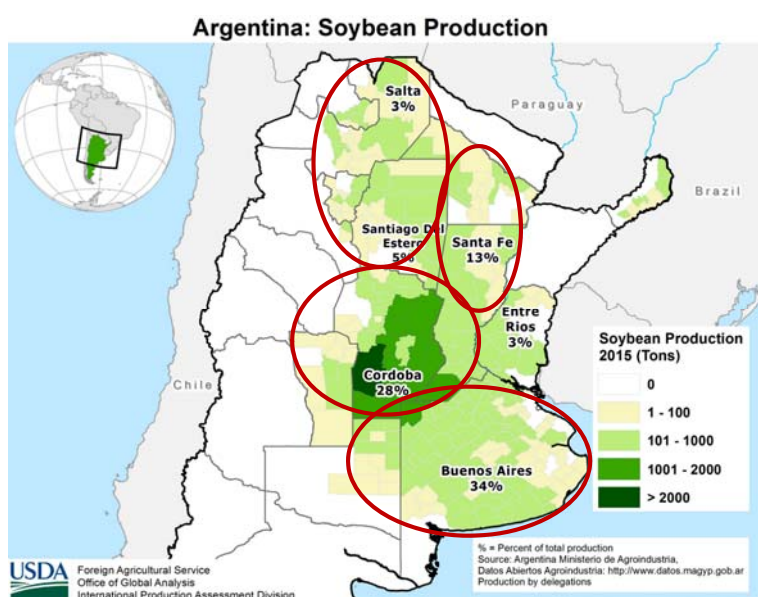 Argentina: Soybean Production
Salta
3%
Paraguay
Brazil
Santiago Del
Estero
5%
Santa Fe
13%
Entre
Rios
3%
Cordoba
28%
Chile
Buenos Aires
34%
Soybean Production
2015 (Tons)
0
1 - 100
101 - 1000
1001 - 2000
> 2000
USDA
Foreign Agricultural Service
Office of Global Analysis
International Production Assessment Division
% = Percent of total production
Source: Argentina Ministerio de Agroindustria,
Datos Abiertos Agroindustria: http://www.datos.magyp.gob.ar
Production by delegations